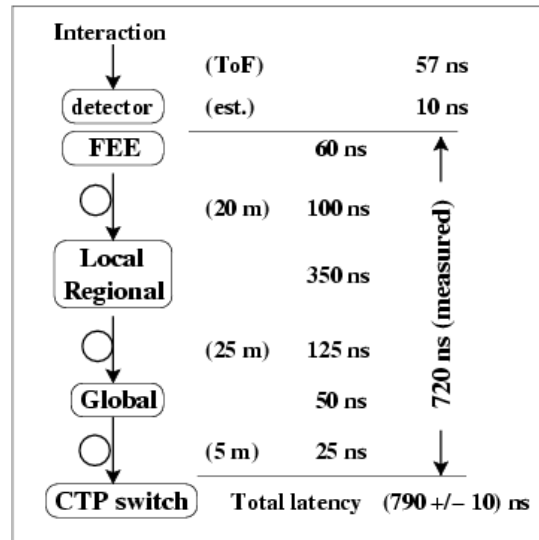 Interaction
(ToF) 57 ns
detector (est.) 10 ns
FEE 60 ns
(20 m) 100 ns
Local
Regional 350 ns
720 ns (measured)
(25 m) 125 ns
Global 50 ns
(5 m) 25 ns
CTP switch Total latency (790 +/− 10) ns